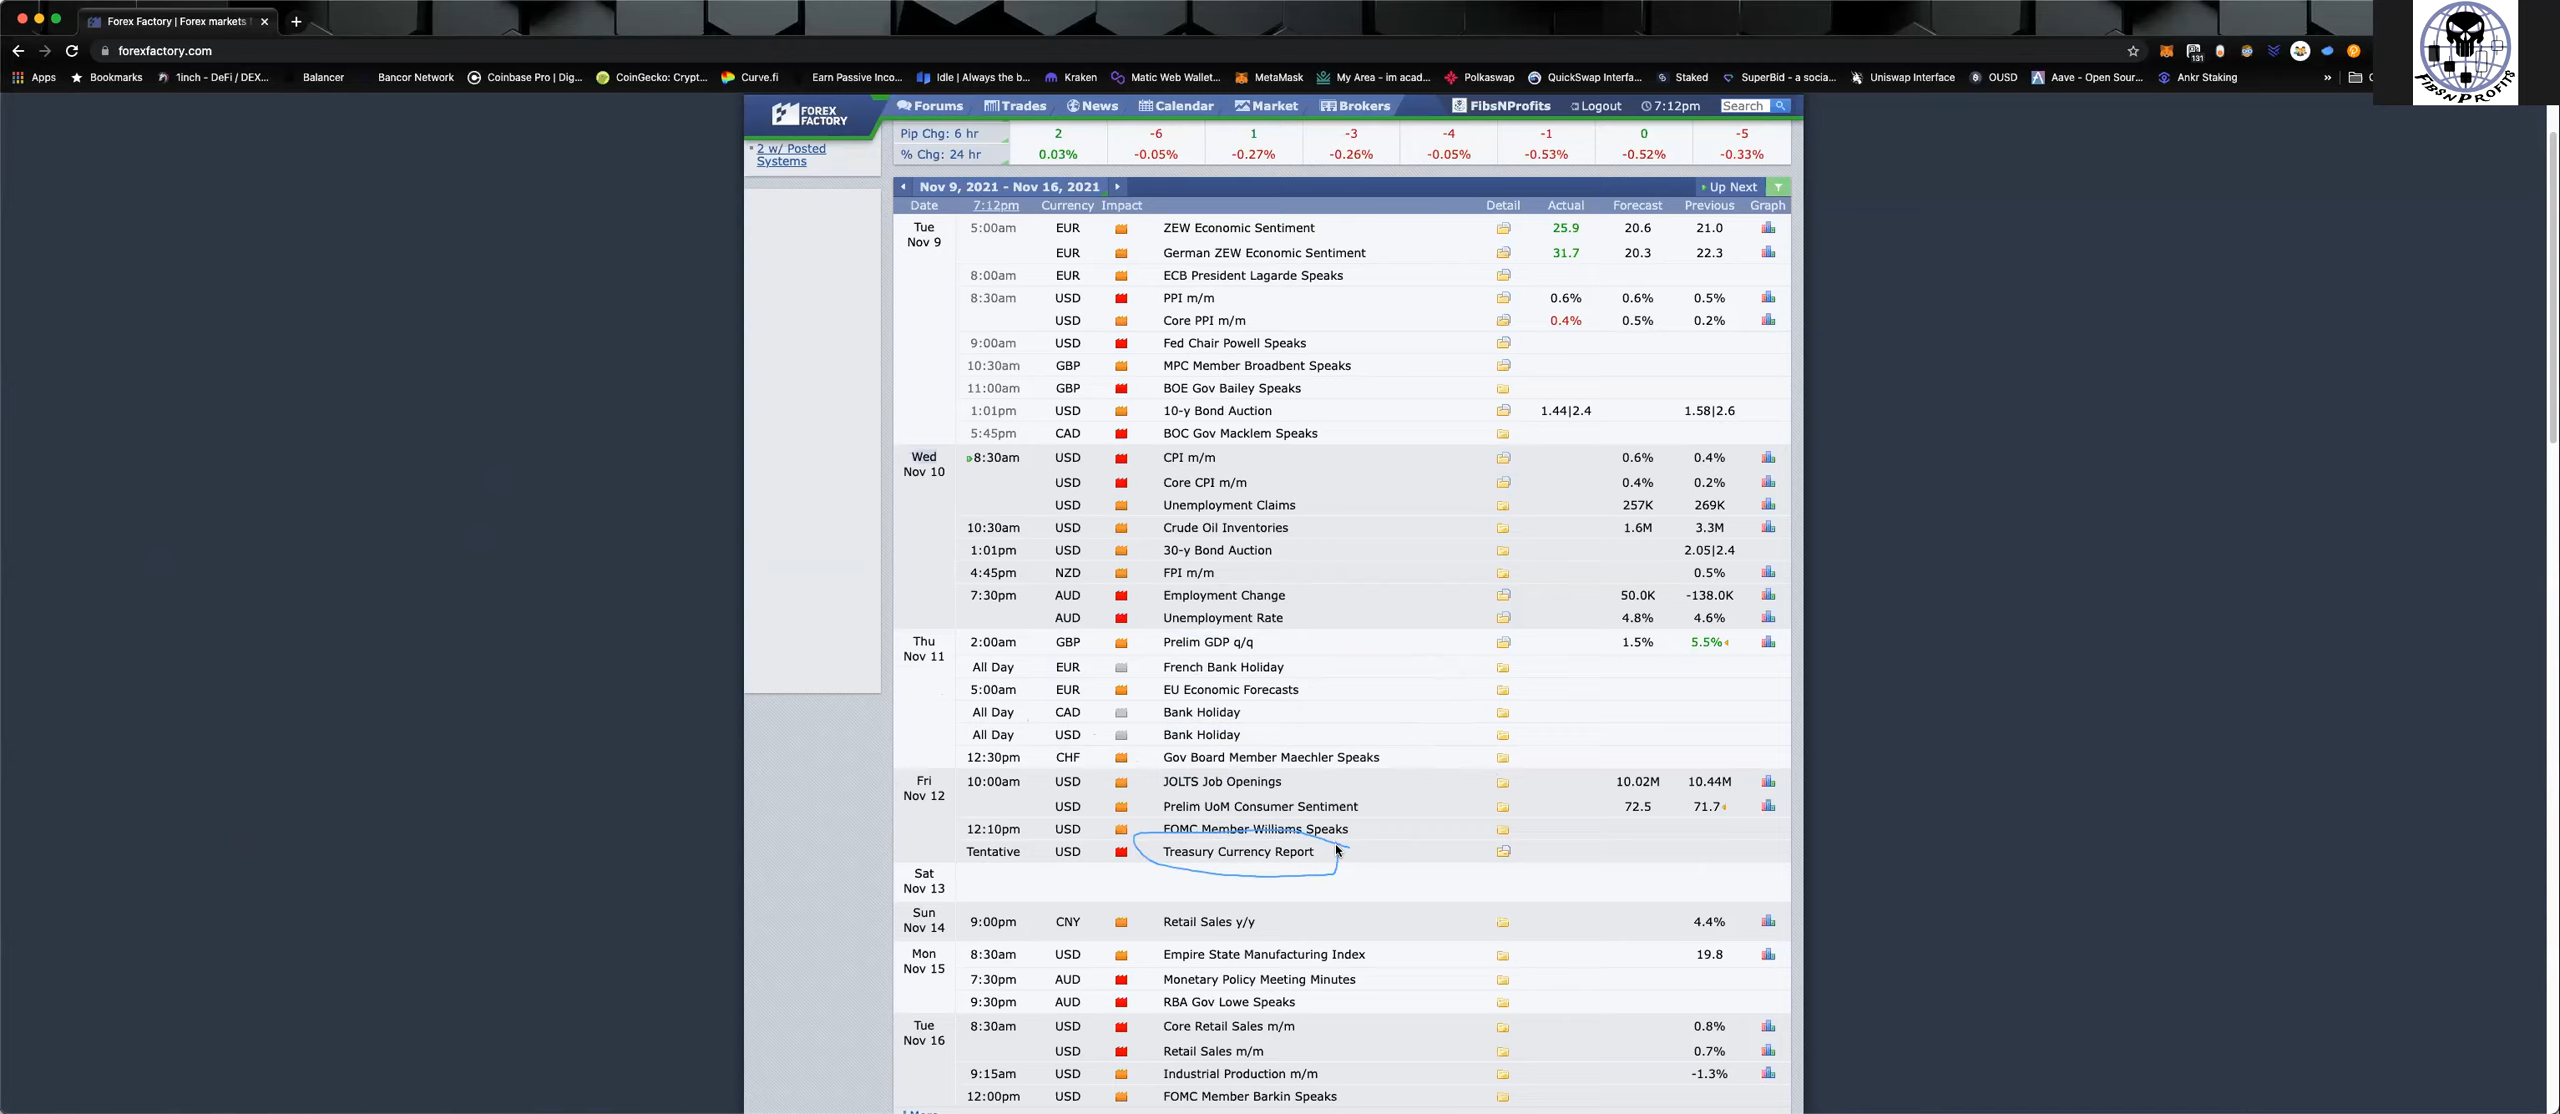 Forex Factory | Forex markets
forexfactory.com
131
Apps Bookmarks 1inch - DeFi / DEX... Balancer Bancor Network Coinbase Pro | Dig... CoinGecko: Crypt... Curve.fi Earn Passive Inco... Idle | Always the b... Kraken Matic Web Wallet... MetaMask My Area - im acad... Polkaswap QuickSwap Interfa... Staked SuperBid - a socia... Uniswap Interface OUSD Aave - Open Sour... Ankr Staking »
FIBSNPROFITS
FOREX FACTORY Forums Trades News Calendar Market Brokers FibsNProfits Logout 7:12pm Search
Pip Chg: 6 hr 2 -6 1 -3 -4 -1 0 -5
2 w/ Posted Systems
% Chg: 24 hr 0.03% -0.05% -0.27% -0.26% -0.05% -0.53% -0.52% -0.33%
Nov 9, 2021 - Nov 16, 2021 Up Next
Date 7:12pm Currency Impact Detail Actual Forecast Previous Graph
Tue Nov 9 5:00am EUR ZEW Economic Sentiment 25.9 20.6 21.0
EUR German ZEW Economic Sentiment 31.7 20.3 22.3
8:00am EUR ECB President Lagarde Speaks
8:30am USD PPI m/m 0.6% 0.6% 0.5%
USD Core PPI m/m 0.4% 0.5% 0.2%
9:00am USD Fed Chair Powell Speaks
10:30am GBP MPC Member Broadbent Speaks
11:00am GBP BOE Gov Bailey Speaks
1:01pm USD 10-y Bond Auction 1.44|2.4 1.58|2.6
5:45pm CAD BOC Gov Macklem Speaks
Wed Nov 10 8:30am USD CPI m/m 0.6% 0.4%
USD Core CPI m/m 0.4% 0.2%
USD Unemployment Claims 257K 269K
10:30am USD Crude Oil Inventories 1.6M 3.3M
1:01pm USD 30-y Bond Auction 2.05|2.4
4:45pm NZD FPI m/m 0.5%
7:30pm AUD Employment Change 50.0K -138.0K
AUD Unemployment Rate 4.8% 4.6%
Thu Nov 11 2:00am GBP Prelim GDP q/q 1.5% 5.5%
All Day EUR French Bank Holiday
5:00am EUR EU Economic Forecasts
All Day CAD Bank Holiday
All Day USD Bank Holiday
12:30pm CHF Gov Board Member Maechler Speaks
Fri Nov 12 10:00am USD JOLTS Job Openings 10.02M 10.44M
USD Prelim UoM Consumer Sentiment 72.5 71.7
12:10pm USD FOMC Member Williams Speaks
Tentative USD Treasury Currency Report
Sat Nov 13
Sun Nov 14 9:00pm CNY Retail Sales y/y 4.4%
Mon Nov 15 8:30am USD Empire State Manufacturing Index 19.8
7:30pm AUD Monetary Policy Meeting Minutes
9:30pm AUD RBA Gov Lowe Speaks
Tue Nov 16 8:30am USD Core Retail Sales m/m 0.8%
USD Retail Sales m/m 0.7%
9:15am USD Industrial Production m/m -1.3%
12:00pm USD FOMC Member Barkin Speaks